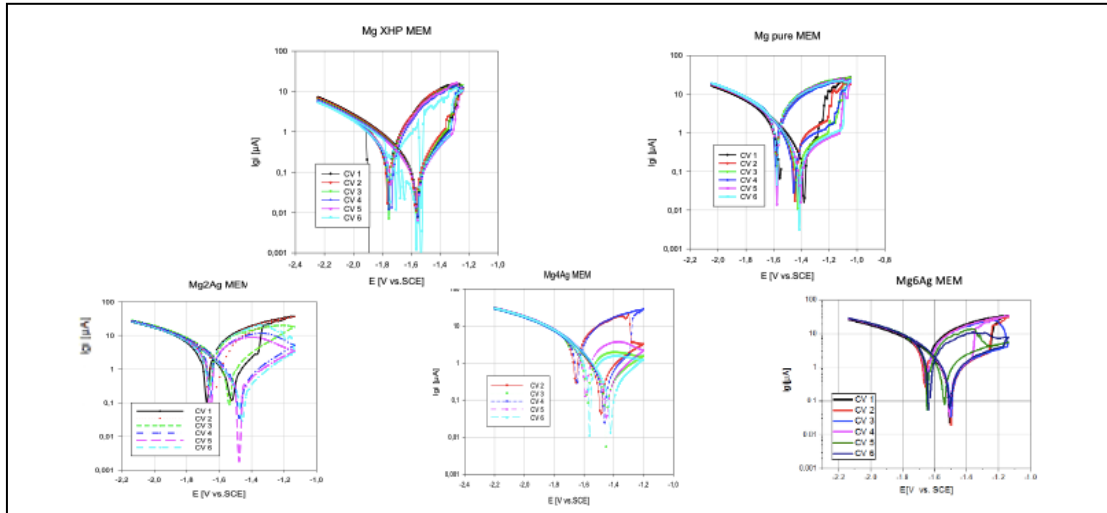 Mg XHP MEM
100
10
1
0,1
0,01
0,001
lgi [µA]
CV 1
CV 2
CV 3
CV 4
CV 5
CV 6
-2,4 -2,2 -2,0 -1,8 -1,6 -1,4 -1,2 -1,0
E [V vs.SCE]
Mg pure MEM
100
10
1
0,1
0,01
0,001
lgi [µA]
CV 1
CV 2
CV 3
CV 4
CV 5
CV 6
-2,2 -2,0 -1,8 -1,6 -1,4 -1,2 -1,0 -0,8
E [V vs.SCE]
Mg2Ag MEM
100
10
1
0,1
0,01
0,001
lgi [µA]
CV 1
CV 2
CV 3
CV 4
CV 5
CV 6
-2,2 -2,0 -1,8 -1,6 -1,4 -1,2 -1,0
E [V vs.SCE]
Mg4Ag MEM
100
10
1
0,1
0,01
0,001
lgi [µA]
CV 2
CV 3
CV 4
CV 5
CV 6
-2,2 -2,0 -1,8 -1,6 -1,4 -1,2 -1,0
E [V vs.SCE]
Mg6Ag MEM
100
10
1
0,1
0,01
0,001
lgi[µA]
CV 1
CV 2
CV 3
CV 4
CV 5
CV 6
-2,2 -2,0 -1,8 -1,6 -1,4 -1,2 -1,0
E[V vs. SCE]